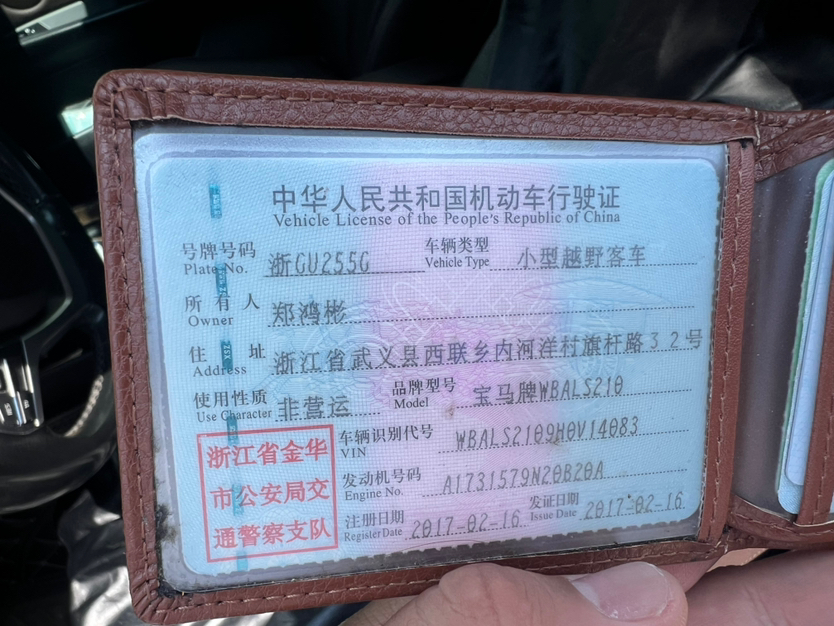 中华人民共和国机动车行驶证
Vehicle License of the People's Republic of China
号牌号码 浙GU255G 车辆类型 小型越野客车
Plate No. Vehicle Type
所有人 郑鸿彬
Owner
住址 浙江省武义县西联乡内河洋村旗杆路32号
Address
使用性质 非营运 品牌型号 宝马牌WBALS210
Use Character Model
车辆识别代号 WBALS2109H0V14083
VIN
发动机号码 A1731579N20B20A
Engine No.
注册日期 2017-02-16 发证日期 2017-02-16
Register Date Issue Date
浙江省金华
市公安局交
通警察支队